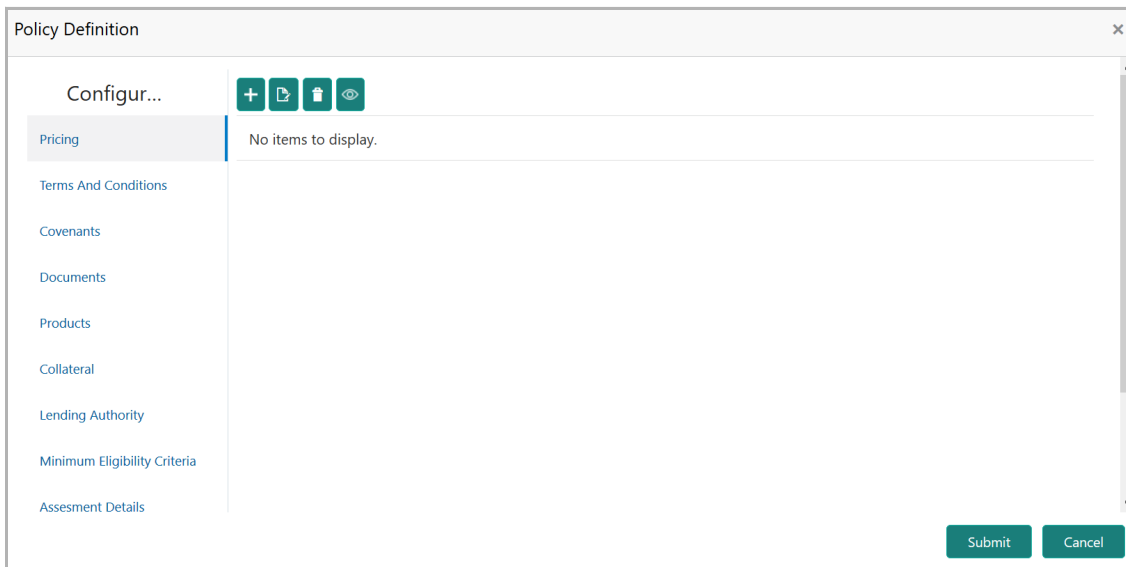 Policy Definition
Configur...
Pricing
Terms And Conditions
Covenants
Documents
Products
Collateral
Lending Authority
Minimum Eligibility Criteria
Assesment Details
No items to display.
Submit Cancel